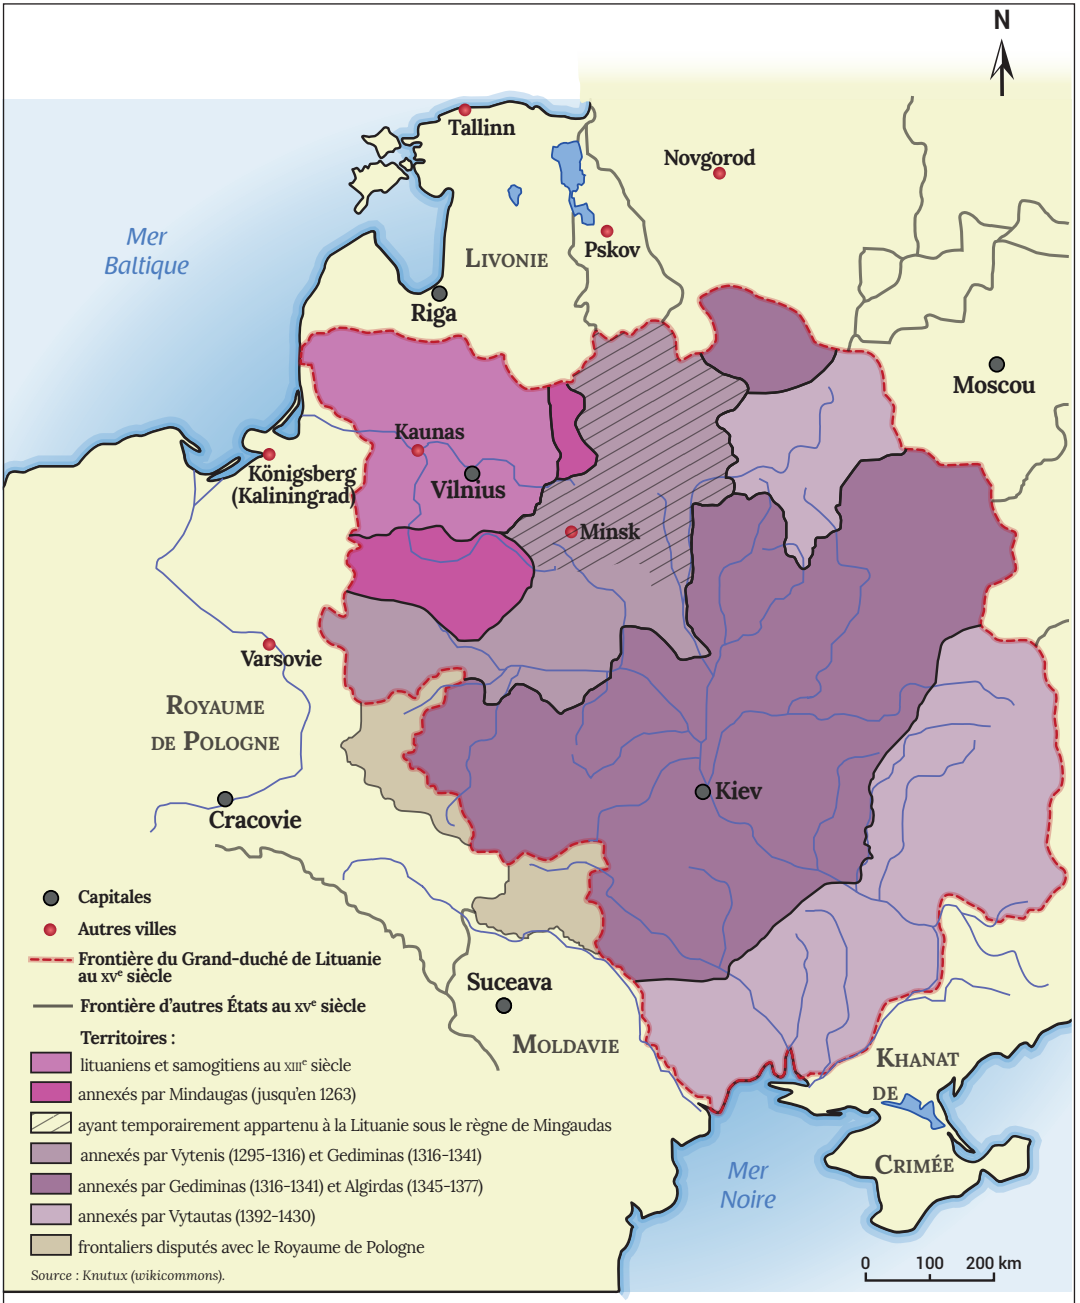 N
Tallinn
Novgorod
Mer
Baltique
Pskov
LIVONIE
Riga
Moscou
Kaunas
Königsberg
(Kaliningrad)
Vilnius
Minsk
Varsovie
ROYAUME
DE POLOGNE
Kiev
Cracovie
Capitales
Autres villes
Frontière du Grand-duché de Lituanie
au XVe siècle
Frontière d'autres États au XVe siècle
Suceava
MOLDAVIE
KHANAT
DE
CRIMÉE
Mer
Noire
Territoires :
lituaniens et samogitiens au XIIIe siècle
annexés par Mindaugas (jusqu'en 1263)
ayant temporairement appartenu à la Lituanie sous le règne de Mingaudas
annexés par Vytenis (1295-1316) et Gediminas (1316-1341)
annexés par Gediminas (1316-1341) et Algirdas (1345-1377)
annexés par Vytautas (1392-1430)
frontaliers disputés avec le Royaume de Pologne
Source : Knutux (wikicommons).
0 100 200 km